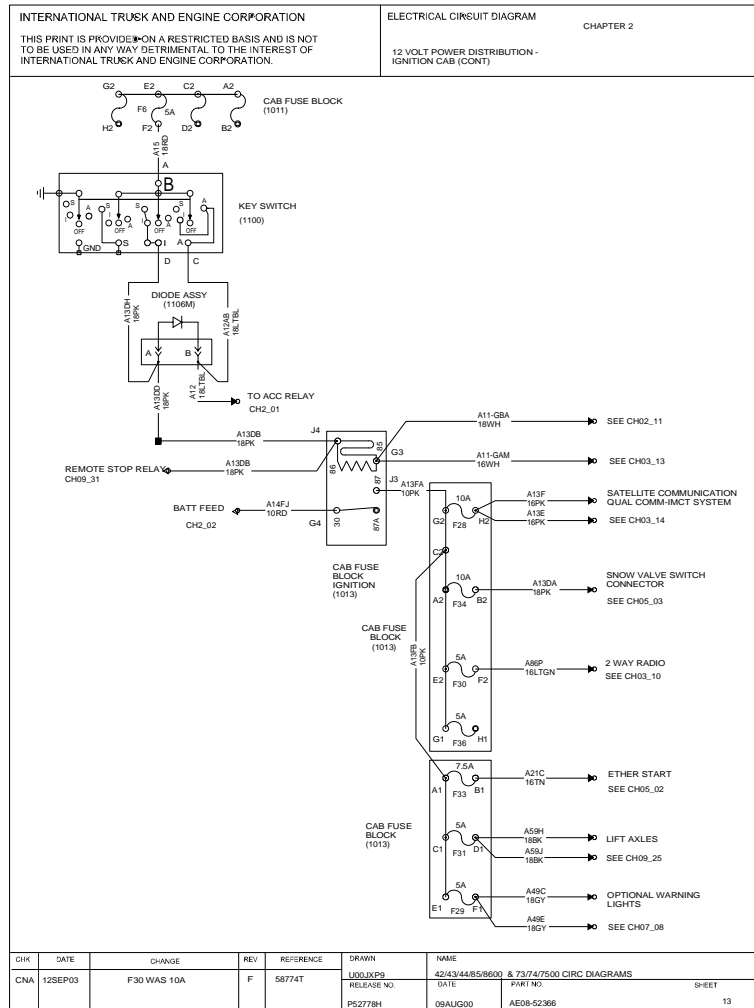 INTERNATIONAL TRUCK AND ENGINE CORPORATION
THIS PRINT IS PROVIDED ON A RESTRICTED BASIS AND IS NOT
TO BE USED IN ANY WAY DETRIMENTAL TO THE INTEREST OF
INTERNATIONAL TRUCK AND ENGINE CORPORATION.
ELECTRICAL CIRCUIT DIAGRAM
CHAPTER 2
12 VOLT POWER DISTRIBUTION -
IGNITION CAB (CONT)
G2 E2 C2 A2
CAB FUSE BLOCK
(1011)
F6 5A
H2 F2 D2 B2
A15
18RD
A
B
KEY SWITCH
(1100)
S A S S S A
I OFF A I OFF A I OFF A I OFF
GND S I A
D C
A13DH
18PK
DIODE ASSY
(1106M)
A12AB
18LTBL
A B
A13DD
18PK
A12
18LTBL
TO ACC RELAY
CH2_01
A13DB
18PK
J4
85
86
G3
A11-GBA
18WH
SEE CH02_11
A11-GAM
16WH
SEE CH03_13
REMOTE STOP RELAY
CH09_31
A13DB
18PK
87
J3
A13FA
10PK
BATT FEED
CH2_02
A14FJ
10RD
G4
30
87A
CAB FUSE
BLOCK
IGNITION
(1013)
10A
G2 F28 H2
A13F
16PK
SATELLITE COMMUNICATION
QUAL COMM-IMCT SYSTEM
A13E
16PK
SEE CH03_14
C2
10A
A2 F34 B2
A13DA
18PK
SNOW VALVE SWITCH
CONNECTOR
SEE CH05_03
CAB FUSE
BLOCK
(1013)
A13FB
10PK
5A
E2 F30 F2
A86P
16LTGN
2 WAY RADIO
SEE CH03_10
5A
G1 F36 H1
7.5A
A1 F33 B1
A21C
16TN
ETHER START
SEE CH05_02
CAB FUSE
BLOCK
(1013)
5A
C1 F31 D1
A59H
18BK
LIFT AXLES
A59J
18BK
SEE CH09_25
5A
E1 F29 F1
A49C
18GY
OPTIONAL WARNING
LIGHTS
A49E
18GY
SEE CH07_08
CHK DATE CHANGE REV REFERENCE DRAWN NAME
CNA 12SEP03 F30 WAS 10A F 58774T U00JXP9 42/43/44/85/8600 & 73/74/7500 CIRC DIAGRAMS
RELEASE NO. DATE PART NO. SHEET
P52778H 09AUG00 AE08-52366 13